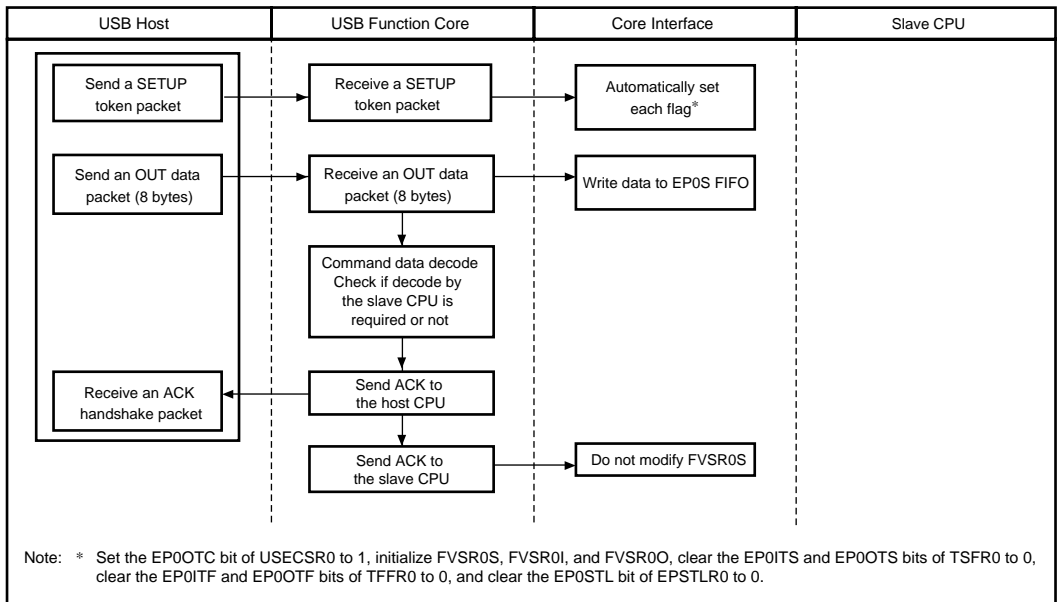 USB Host
USB Function Core
Core Interface
Slave CPU
Send a SETUP
token packet
Receive a SETUP
token packet
Automatically set
each flag*
Send an OUT data
packet (8 bytes)
Receive an OUT data
packet (8 bytes)
Write data to EP0S FIFO
Command data decode
Check if decode by
the slave CPU is
required or not
Receive an ACK
handshake packet
Send ACK to
the host CPU
Send ACK to
the slave CPU
Do not modify FVSR0S
Note: * Set the EP0OTC bit of USECSR0 to 1, initialize FVSR0S, FVSR0I, and FVSR0O, clear the EP0ITS and EP0OTS bits of TSFR0 to 0,
clear the EP0ITF and EP0OTF bits of TFFR0 to 0, and clear the EP0STL bit of EPSTLR0 to 0.